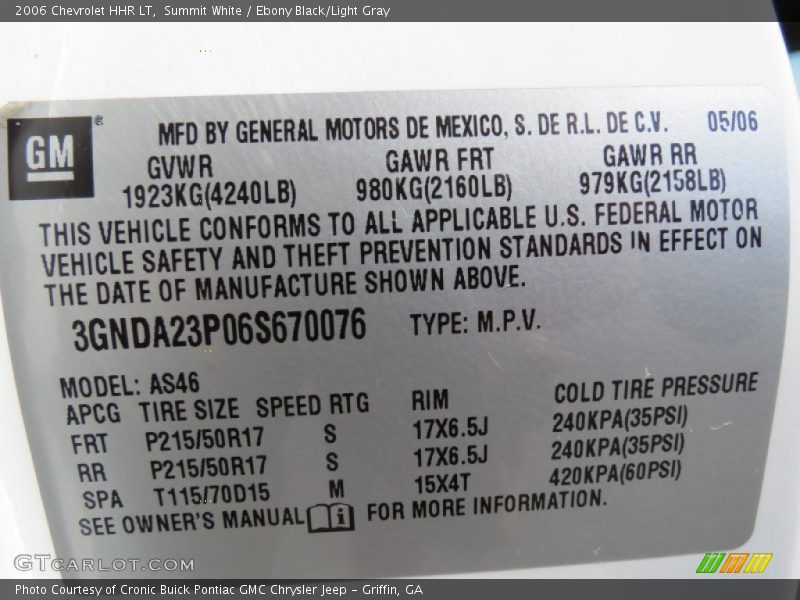 2006 Chevrolet HHR LT,  Summit White / Ebony Black/Light Gray
GM®
MFD BY GENERAL MOTORS DE MEXICO, S. DE R.L. DE C.V. 05/06
GVWR GAWR FRT GAWR RR
1923KG(4240LB) 980KG(2160LB) 979KG(2158LB)
THIS VEHICLE CONFORMS TO ALL APPLICABLE U.S. FEDERAL MOTOR
VEHICLE SAFETY AND THEFT PREVENTION STANDARDS IN EFFECT ON
THE DATE OF MANUFACTURE SHOWN ABOVE.
3GNDA23P06S670076 TYPE: M.P.V.
MODEL: AS46
APCG TIRE SIZE SPEED RTG RIM COLD TIRE PRESSURE
FRT P215/50R17 S 17X6.5J 240KPA(35PSI)
RR P215/50R17 S 17X6.5J 240KPA(35PSI)
SPA T115/70D15 M 15X4T 420KPA(60PSI)
SEE OWNER'S MANUAL i FOR MORE INFORMATION.
GTCARLOT.COM
Photo Courtesy of Cronic Buick Pontiac GMC Chrysler Jeep - Griffin, GA